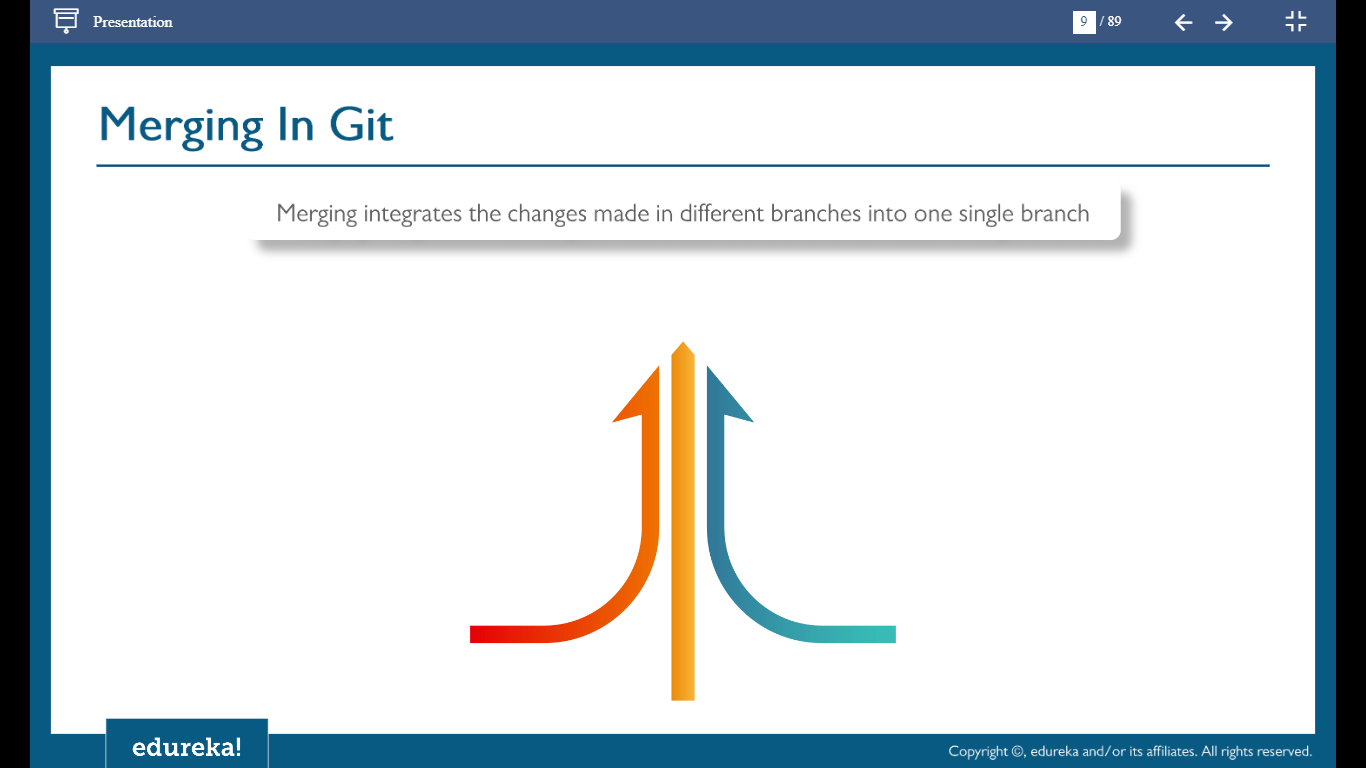 Presentation
9 / 89
Merging In Git
Merging integrates the changes made in different branches into one single branch
edureka!
Copyright ©, edureka and/or its affiliates. All rights reserved.